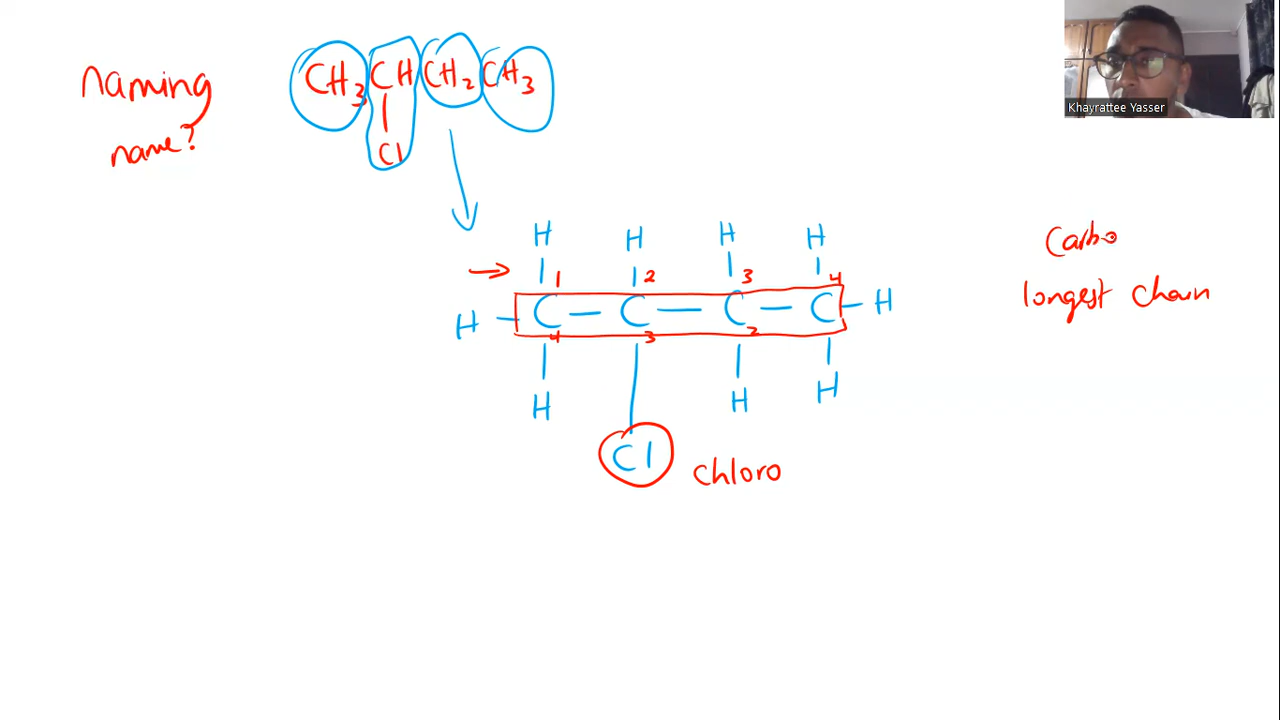 naming
name?
CH3 CH CH2 CH3
Cl
Khayrattee Yasser
H H H H
1 2 3 4
H - C - C - C - C - H
4 3 2
H H H
Cl
chloro
Carbo
longest chain